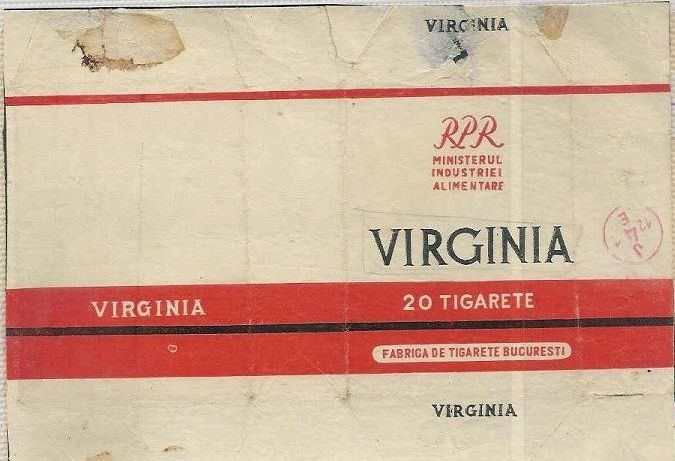 VIRGINIA
RPR
MINISTERUL
INDUSTRIEI
ALIMENTARE
VIRGINIA
VIRGINIA
20 TIGARETE
FABRICA DE TIGARETE BUCURESTI
D
VIRGINIA